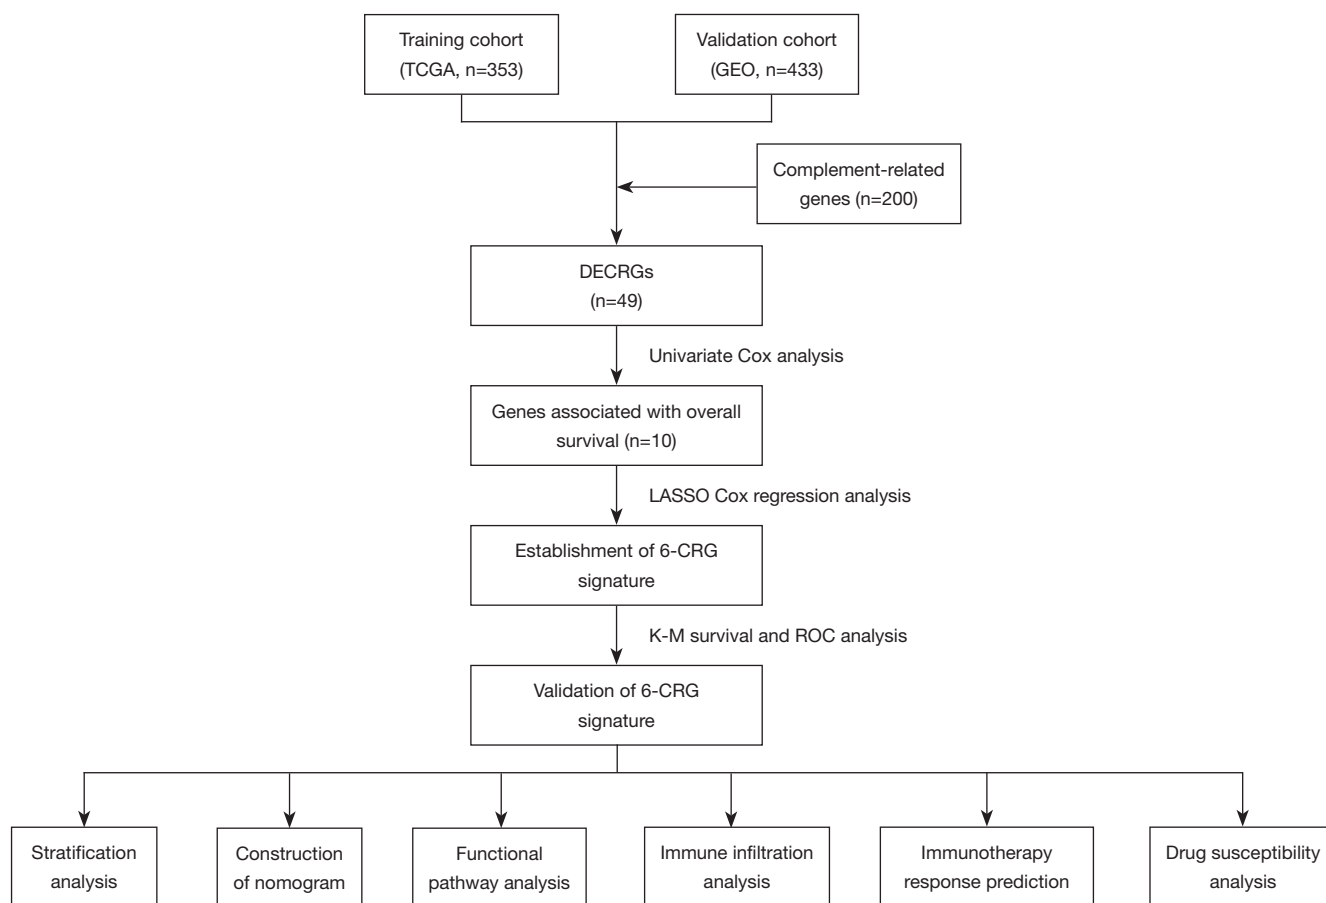 Training cohort
(TCGA, n=353)
Validation cohort
(GEO, n=433)
Complement-related
genes (n=200)
DECRGs
(n=49)
Univariate Cox analysis
Genes associated with overall
survival (n=10)
LASSO Cox regression analysis
Establishment of 6-CRG
signature
K-M survival and ROC analysis
Validation of 6-CRG
signature
Stratification
analysis
Construction
of nomogram
Functional
pathway analysis
Immune infiltration
analysis
Immunotherapy
response prediction
Drug susceptibility
analysis